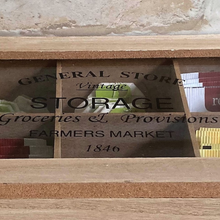 GENERAL STORE
Vintage
STORAGE
Groceries & Provisions
FARMERS MARKET
1846